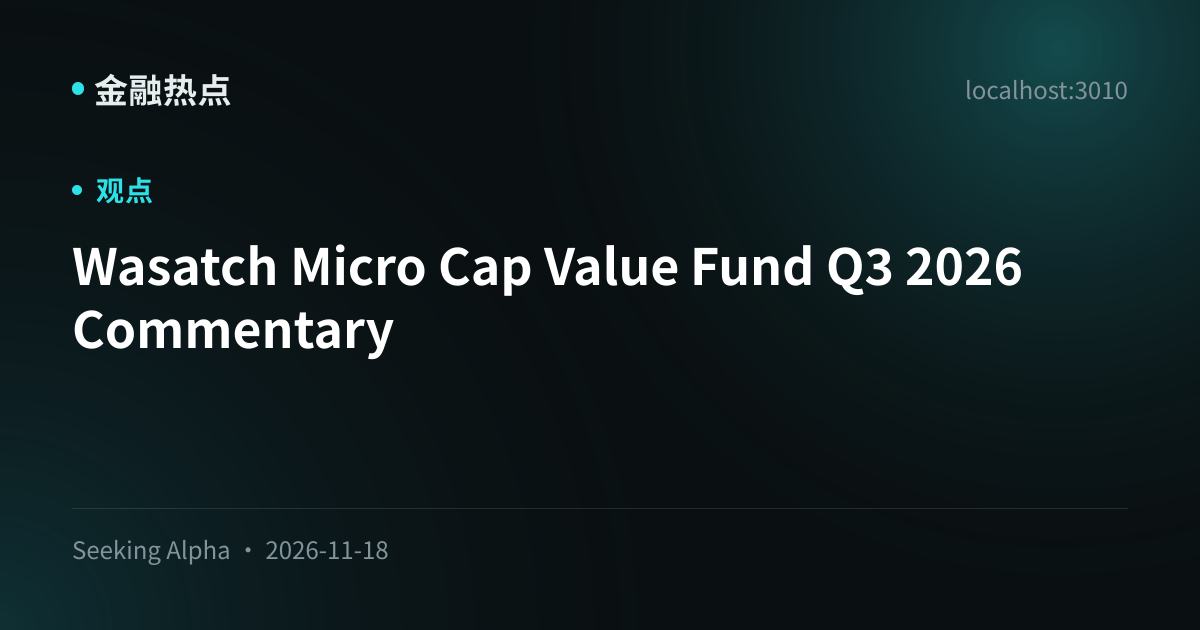 金融热点
localhost:3010
观点
Wasatch Micro Cap Value Fund Q3 2026
Commentary
Seeking Alpha · 2026-11-18